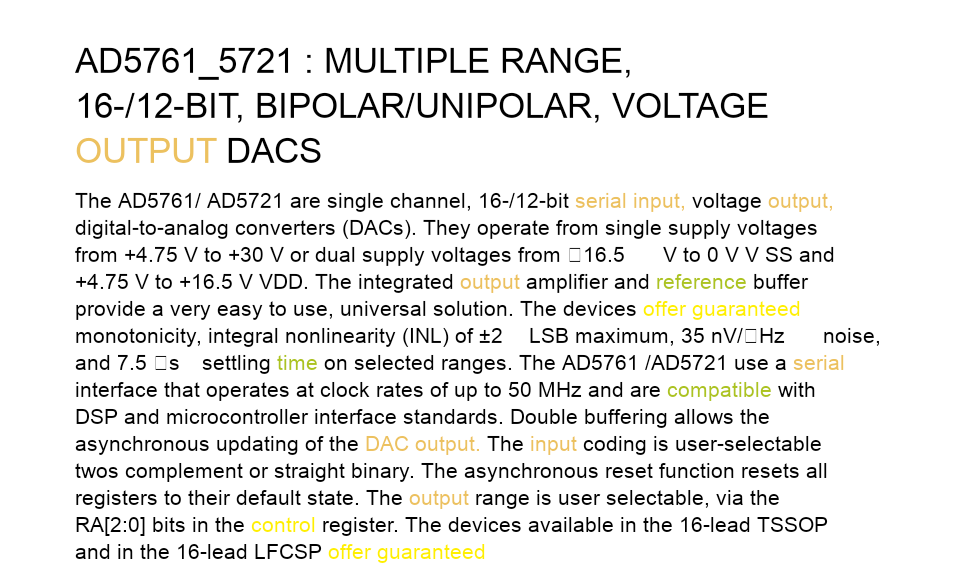 AD5761_5721 : MULTIPLE RANGE,
16-/12-BIT, BIPOLAR/UNIPOLAR, VOLTAGE
OUTPUT DACS
The AD5761/ AD5721 are single channel, 16-/12-bit serial input, voltage output,
digital-to-analog converters (DACs). They operate from single supply voltages
from +4.75 V to +30 V or dual supply voltages from □16.5 V to 0 V V SS and
+4.75 V to +16.5 V VDD. The integrated output amplifier and reference buffer
provide a very easy to use, universal solution. The devices offer guaranteed
monotonicity, integral nonlinearity (INL) of ±2 LSB maximum, 35 nV/□Hz noise,
and 7.5 □s settling time on selected ranges. The AD5761 /AD5721 use a serial
interface that operates at clock rates of up to 50 MHz and are compatible with
DSP and microcontroller interface standards. Double buffering allows the
asynchronous updating of the DAC output. The input coding is user-selectable
twos complement or straight binary. The asynchronous reset function resets all
registers to their default state. The output range is user selectable, via the
RA[2:0] bits in the control register. The devices available in the 16-lead TSSOP
and in the 16-lead LFCSP offer guaranteed